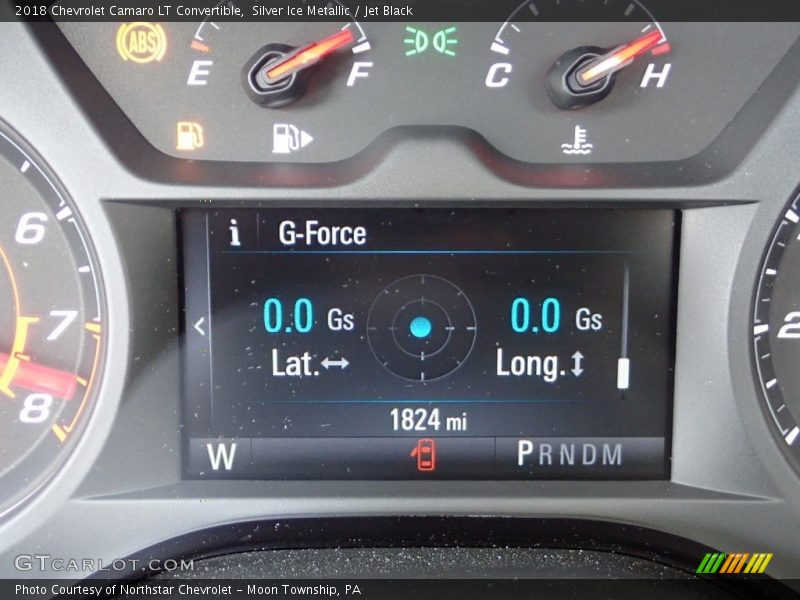 2018 Chevrolet Camaro LT Convertible, Silver Ice Metallic / Jet Black
ABS
E F
C H
i G-Force
6
7
8
2
< 0.0 Gs 0.0 Gs
Lat. Long.
1824 mi
W PRNDM
GTCARLOT.COM
Photo Courtesy of Northstar Chevrolet – Moon Township, PA